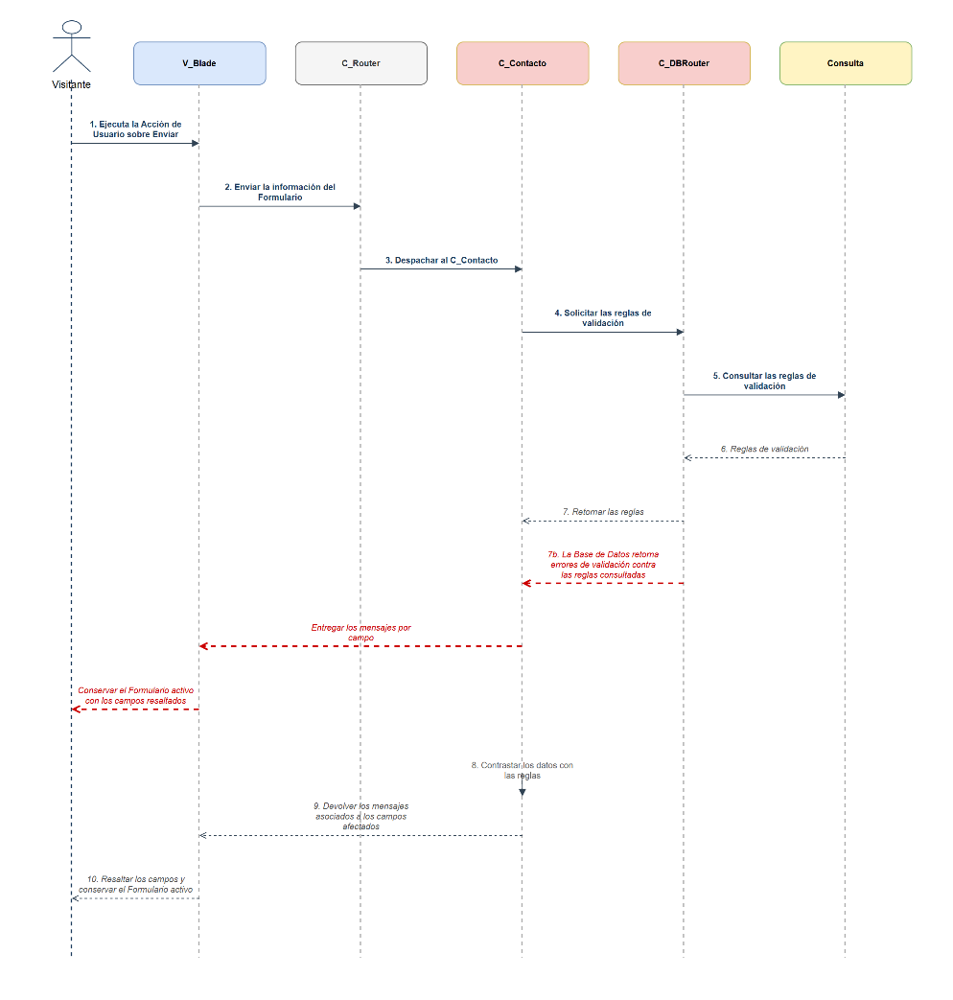 Visitante
V_Blade
C_Router
C_Contacto
C_DBRouter
Consulta
1. Ejecuta la Acción de
Usuario sobre Enviar
2. Enviar la información del
Formulario
3. Despachar al C_Contacto
4. Solicitar las reglas de
validación
5. Consultar las reglas de
validación
6. Reglas de validación
7. Retornar las reglas
7b. La Base de Datos retorna
errores de validación contra
las reglas consultadas
Entregar los mensajes por
campo
Conservar el Formulario activo
con los campos resaltados
8. Contrastar los datos con
las reglas
9. Devolver los mensajes
asociados a los campos
afectados
10. Resaltar los campos y
conservar el Formulario activo